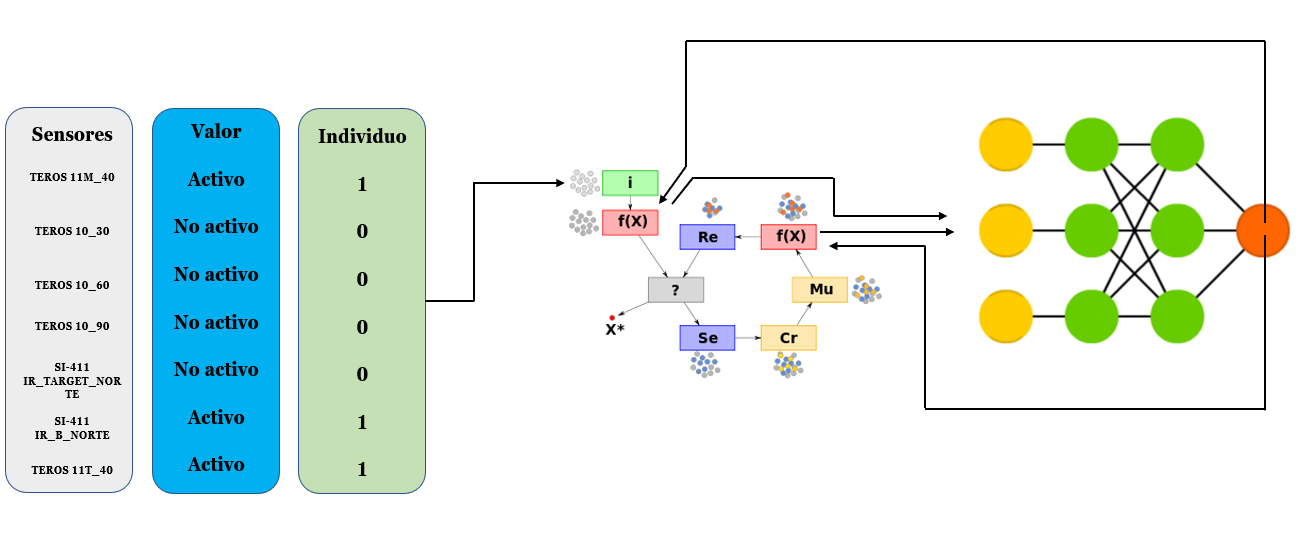 Sensores
TEROS 11M_40
TEROS 10_30
TEROS 10_60
TEROS 10_90
SI-411
IR_TARGET_NOR
TE
SI-411
IR_B_NORTE
TEROS 11T_40
Valor
Activo
No activo
No activo
No activo
No activo
Activo
Activo
Individuo
1
0
0
0
0
1
1
i
f(X)
Re
f(X)
?
Mu
X*
Se
Cr